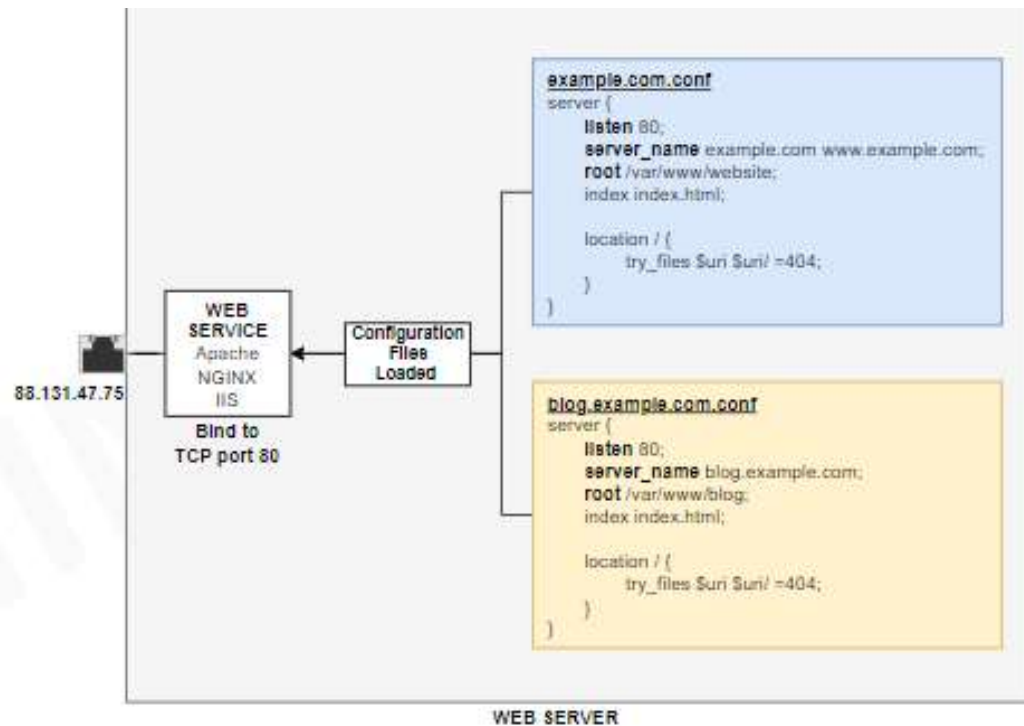 example.com.conf
server {
listen 80;
server_name example.com www.example.com;
root /var/www/website;
index index.html;
location / {
try_files $uri $uri/ =404;
}
}
WEB
SERVICE
Apache
NGINX
IIS
Bind to
TCP port 80
Configuration
Files
Loaded
88.131.47.75
blog.example.com.conf
server {
listen 80;
server_name blog.example.com;
root /var/www/blog;
index index.html;
location / {
try_files $uri $uri/ =404;
}
}
WEB SERVER